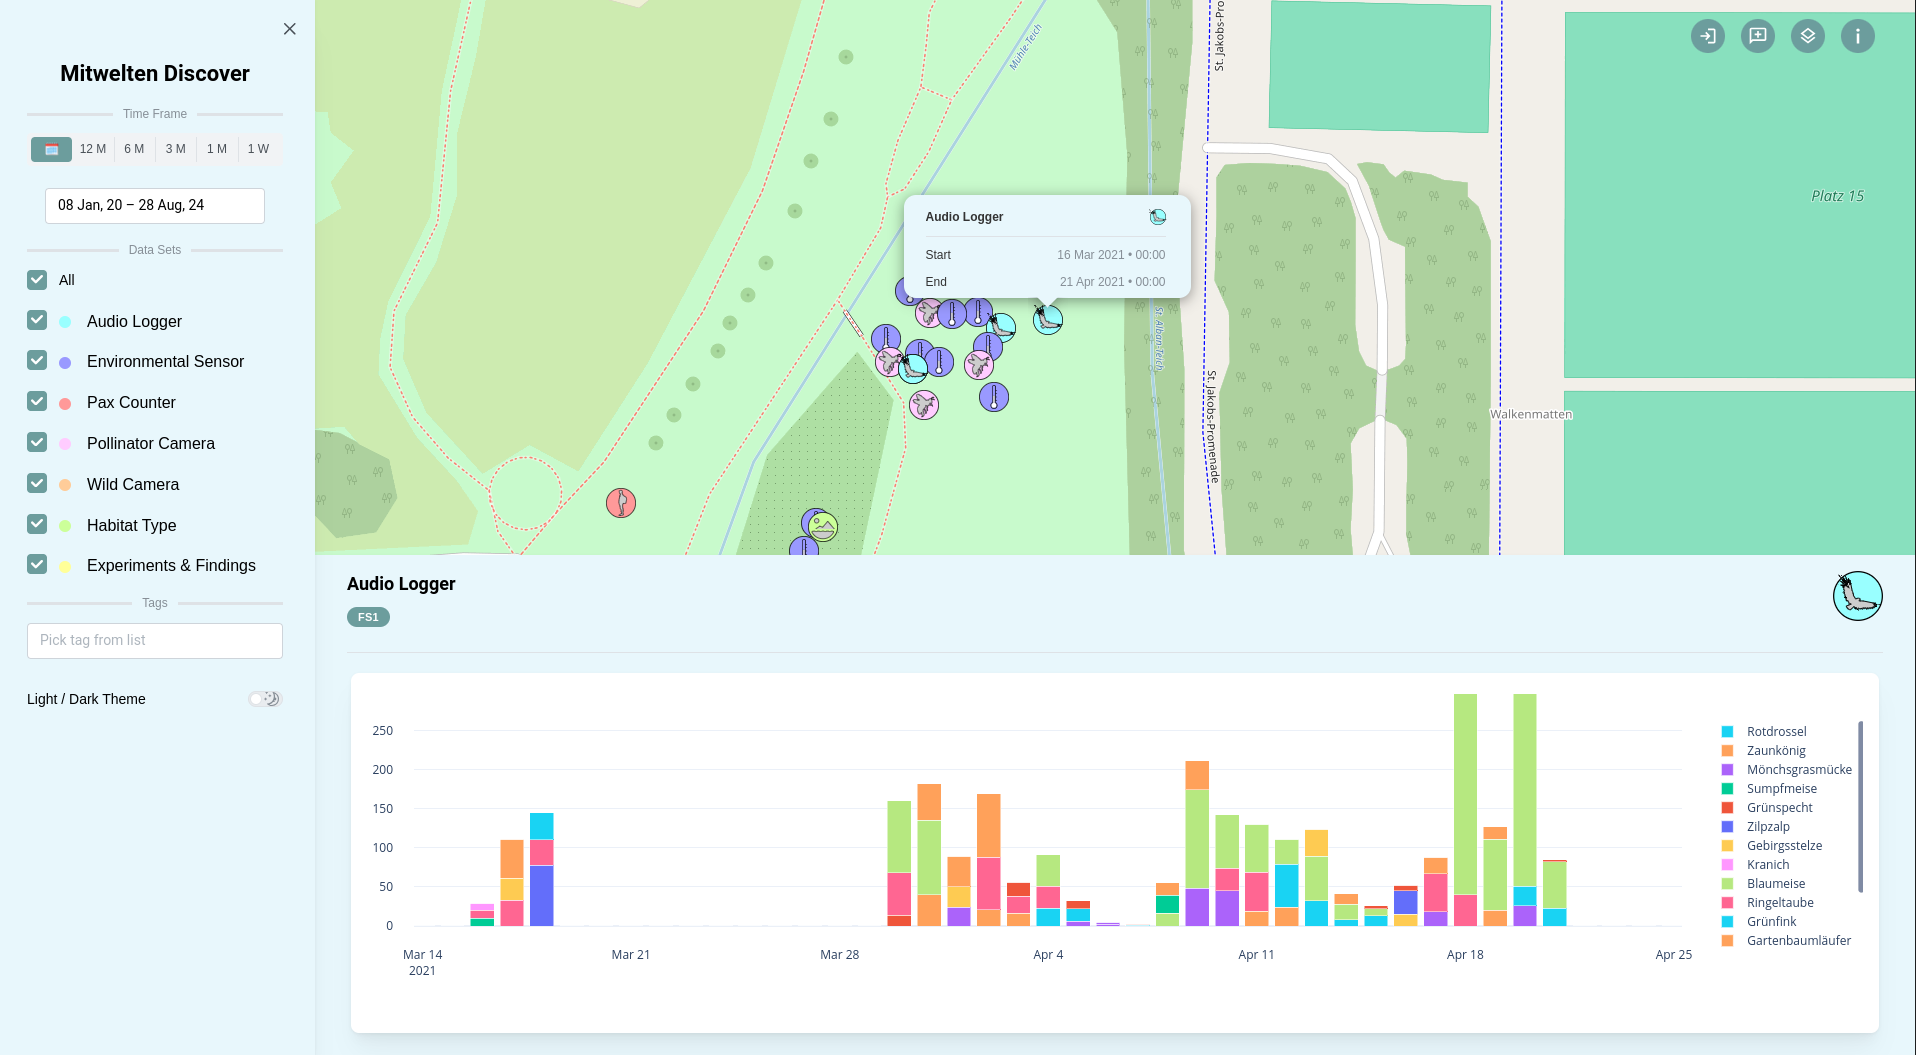 Mitwelten Discover
Time Frame
12 M 6 M 3 M 1 M 1 W
08 Jan, 20 – 28 Aug, 24
Data Sets
All
Audio Logger
Environmental Sensor
Pax Counter
Pollinator Camera
Wild Camera
Habitat Type
Experiments & Findings
Tags
Pick tag from list
Light / Dark Theme
Mühle-Teich
St. Jakobs-Pro
Platz 15
Audio Logger
Start 16 Mar 2021 • 00:00
End 21 Apr 2021 • 00:00
St. Alban-Teich
St. Jakobs-Promenade
Walkenmatten
Audio Logger
FS1
250
200
150
100
50
0
Mar 14
2021
Mar 21
Mar 28
Apr 4
Apr 11
Apr 18
Apr 25
Rotdrossel
Zaunkönig
Mönchsgrasmücke
Sumpfmeise
Grünspecht
Zilpzalp
Gebirgsstelze
Kranich
Blaumeise
Ringeltaube
Grünfink
Gartenbaumläufer